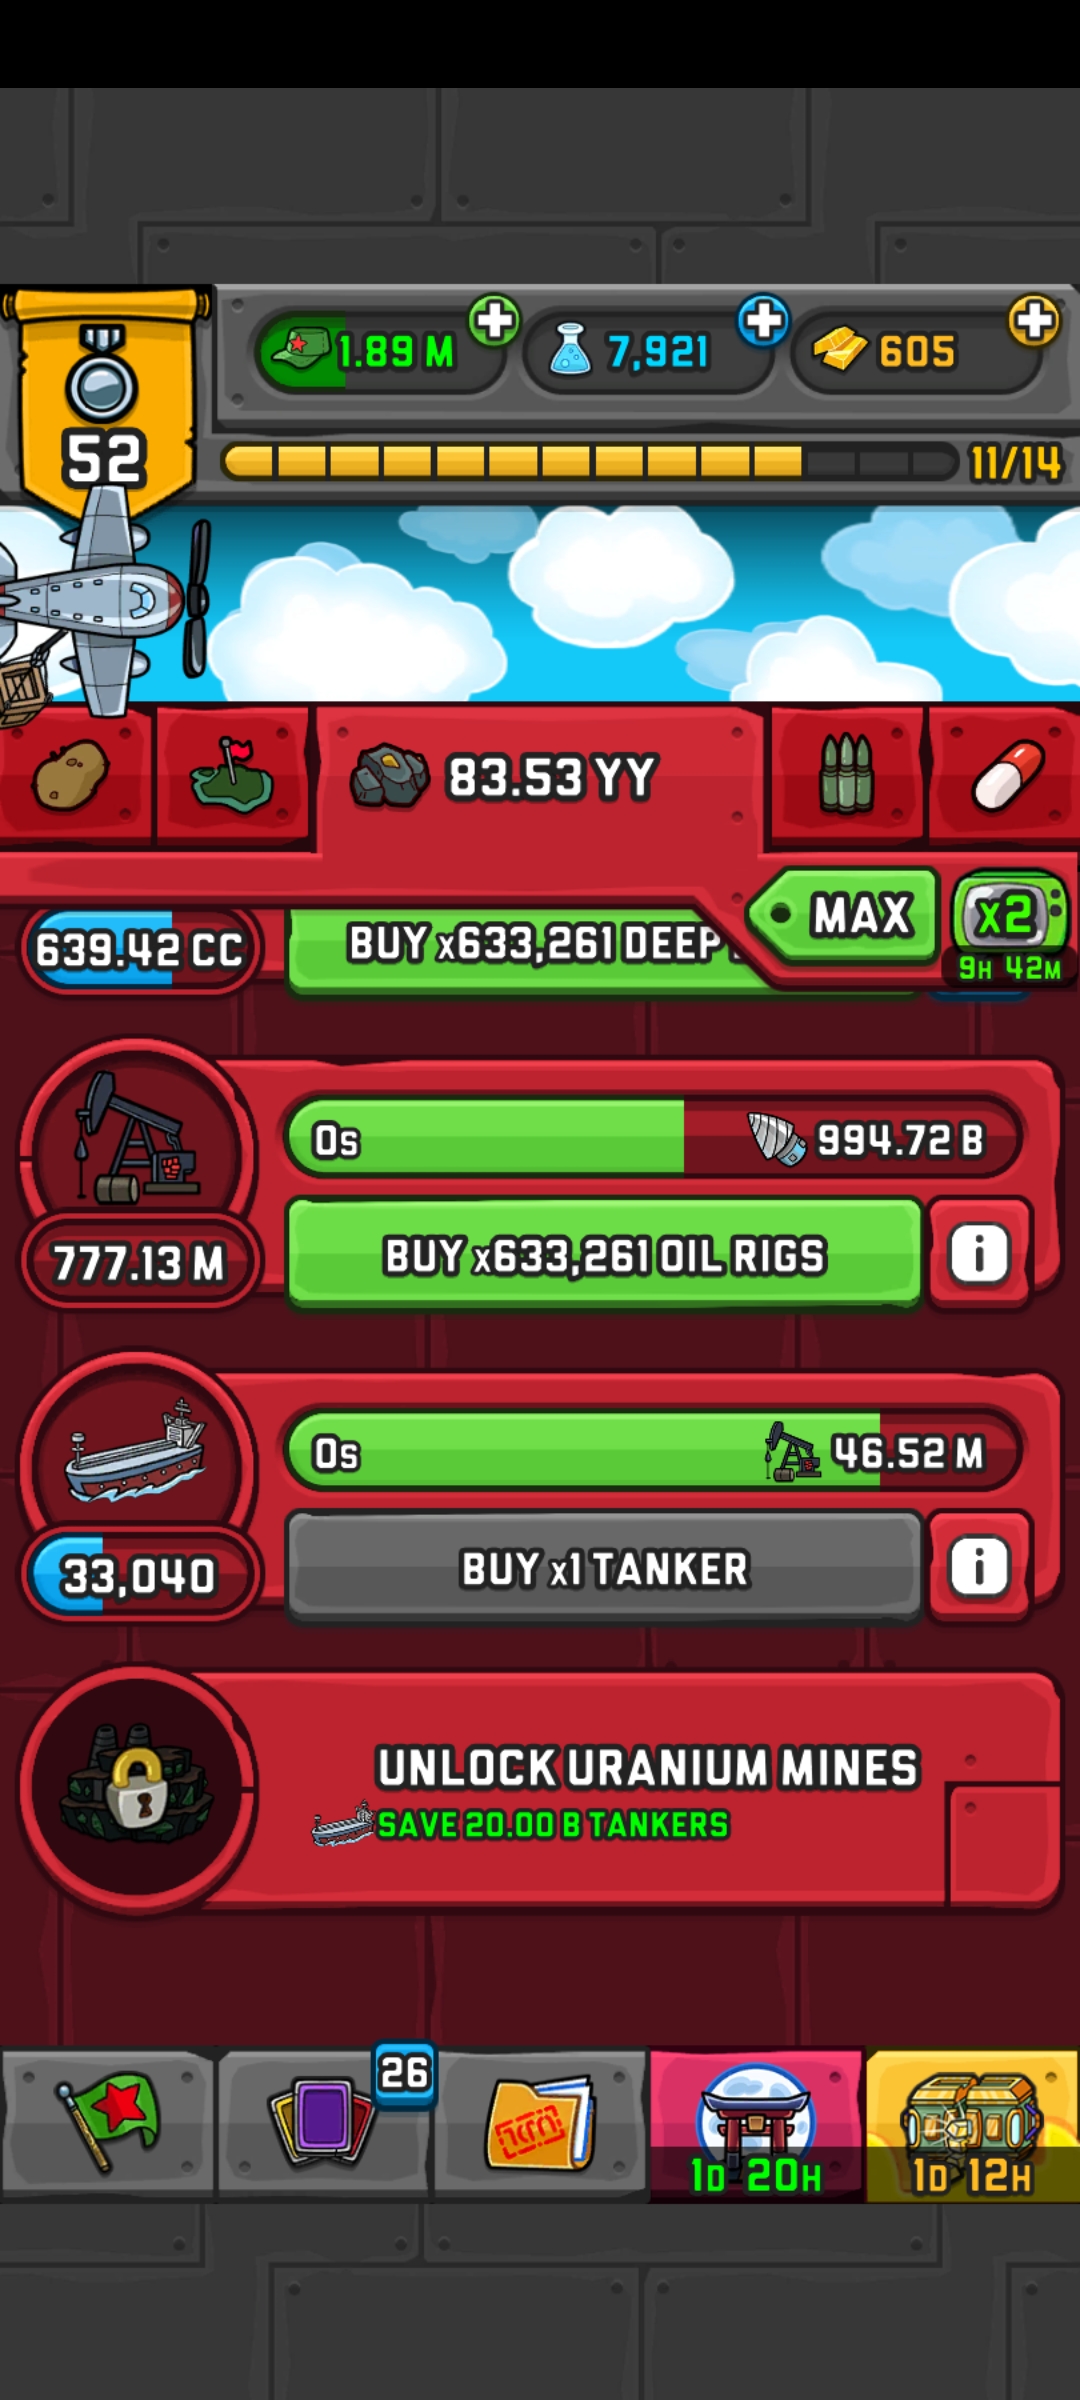 1.89 M
7,921
605
52
11/14
83.53 YY
MAX
x2
9H 42M
639.42 CC
BUY x633,261 DEEP
0s
994.72 B
777.13 M
BUY x633,261 OIL RIGS
i
0s
46.52 M
33,040
BUY x1 TANKER
i
UNLOCK URANIUM MINES
SAVE 20.00 B TANKERS
26
1D 20H
1D 12H